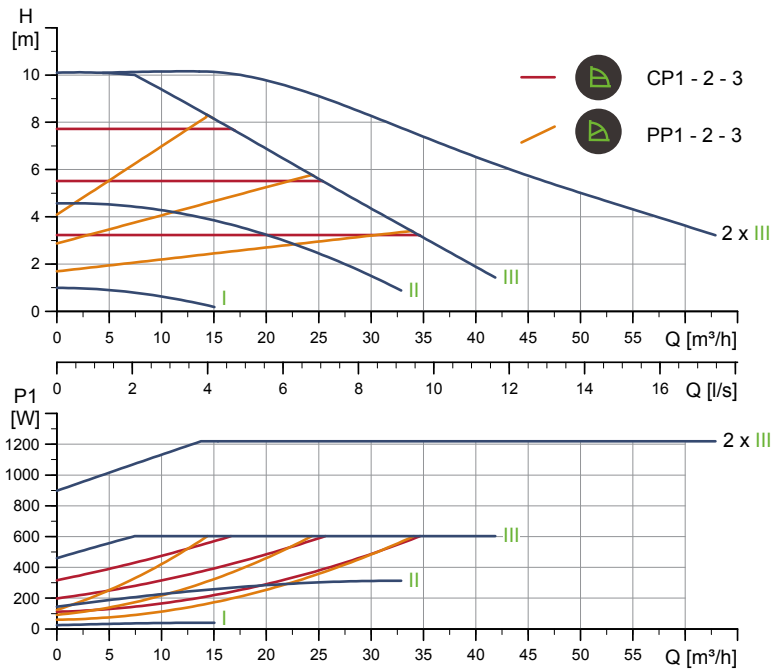 H
[m]
10
8
6
4
2
0
CP1 - 2 - 3
PP1 - 2 - 3
2 x III
III
II
I
0 5 10 15 20 25 30 35 40 45 50 55 Q [m³/h]
0 2 4 6 8 10 12 14 16 Q [l/s]
P1
[W]
1200
1000
800
600
400
200
0
2 x III
III
II
I
0 5 10 15 20 25 30 35 40 45 50 55 Q [m³/h]